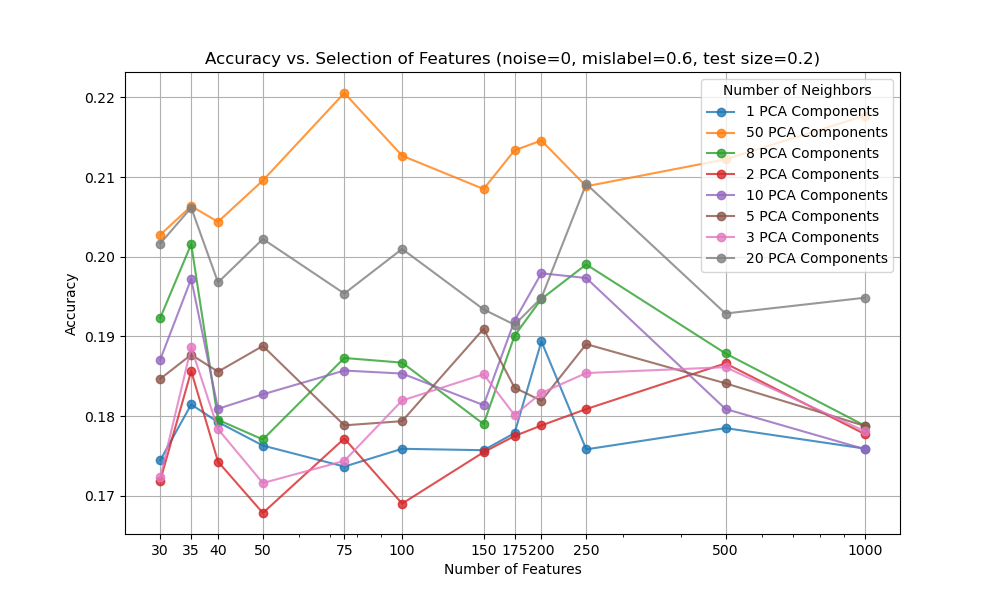 Accuracy vs. Selection of Features (noise=0, mislabel=0.6, test size=0.2)
Number of Neighbors
1 PCA Components
50 PCA Components
8 PCA Components
2 PCA Components
10 PCA Components
5 PCA Components
3 PCA Components
20 PCA Components
Accuracy
0.22
0.21
0.20
0.19
0.18
0.17
30 35 40 50 75 100 150 175 200 250 500 1000
Number of Features